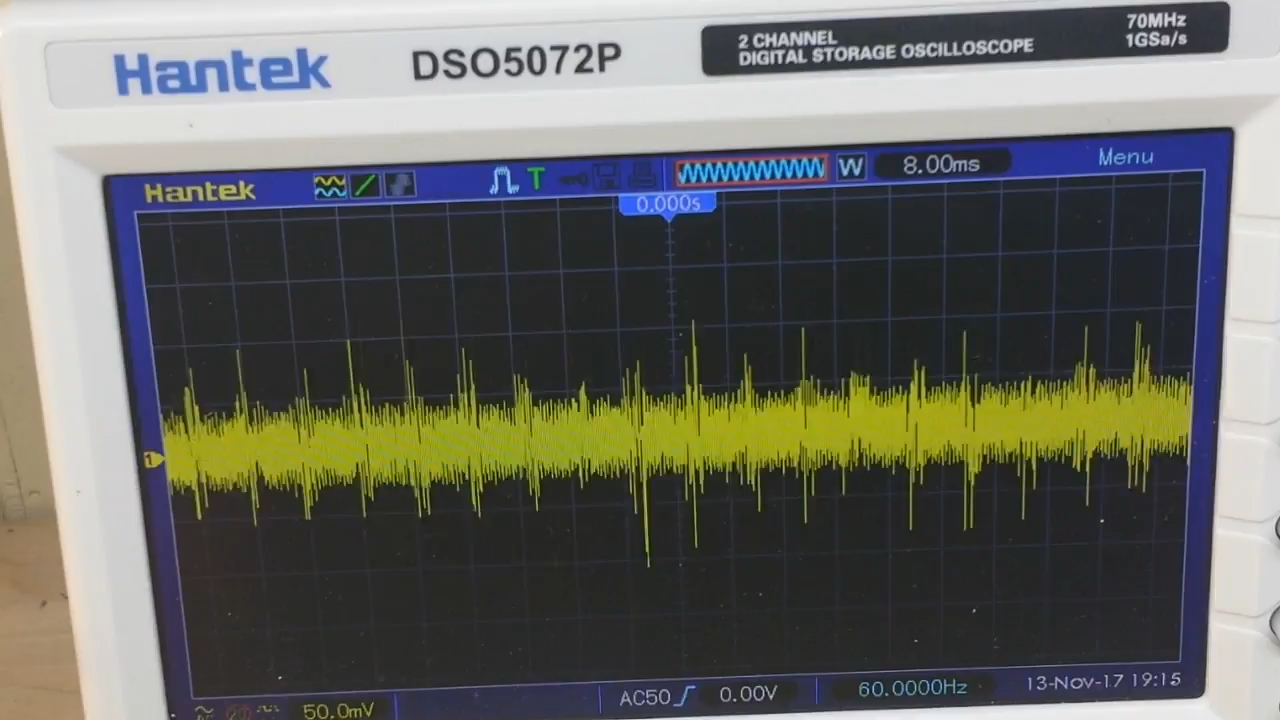 Hantek DSO5072P 2 CHANNEL 70MHz
DIGITAL STORAGE OSCILLOSCOPE 1GSa/s
Hantek T W 8.00ms Menu
0.000s
1
50.0mV AC50 0.00V 60.0000Hz 13-Nov-17 19:15